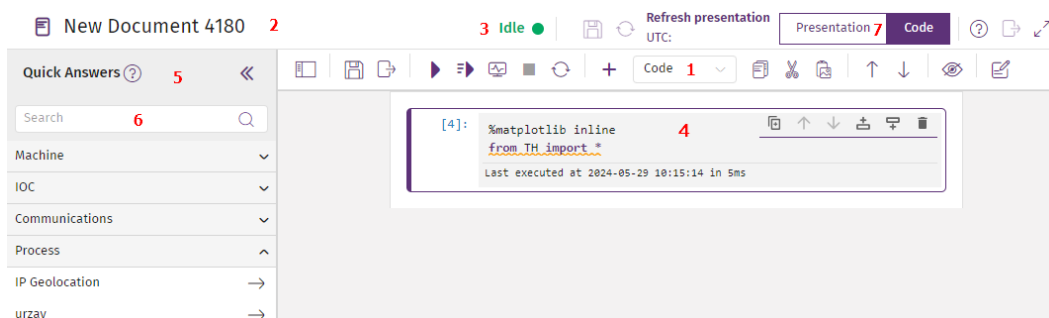 New Document 4180 2
3 Idle
Refresh presentation
UTC:
Presentation 7 Code
Quick Answers 5
Code 1
Search 6
[4]: %matplotlib inline 4
from TH import *
Last executed at 2024-05-29 10:15:14 in 5ms
Machine
IOC
Communications
Process
IP Geolocation
urzav